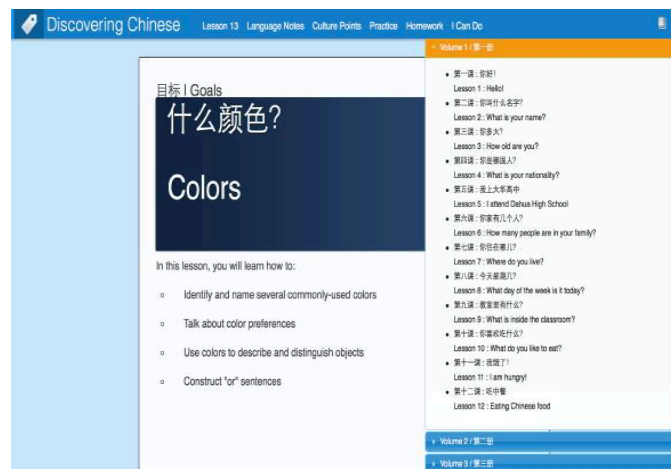 Discovering Chinese
Lesson 13 Language Notes Culture Points Practice Homework I Can Do
目标 I Goals
什么颜色?
Colors
In this lesson, you will learn how to:
Identify and name several commonly-used colors
Talk about color preferences
Use colors to describe and distinguish objects
Construct "or" sentences
Volume 1 / 第一册
第一课 : 你好!
Lesson 1 : Hello!
第二课 : 你叫什么名字?
Lesson 2 : What is your name?
第三课 : 你多大?
Lesson 3 : How old are you?
第四课 : 你是哪国人?
Lesson 4 : What is your nationality?
第五课 : 我上大华高中
Lesson 5 : I attend Dahua High School
第六课 : 你家有几个人?
Lesson 6 : How many people are in your family?
第七课 : 你住在哪儿?
Lesson 7 : Where do you live?
第八课 : 今天星期几?
Lesson 8 : What day of the week is it today?
第九课 : 教室里有什么?
Lesson 9 : What is inside the classroom?
第十课 : 你喜欢吃什么?
Lesson 10 : What do you like to eat?
第十一课 : 我饿了!
Lesson 11 : I am hungry!
第十二课 : 吃中餐
Lesson 12 : Eating Chinese food
Volume 2 / 第二册
Volume 3 / 第三册